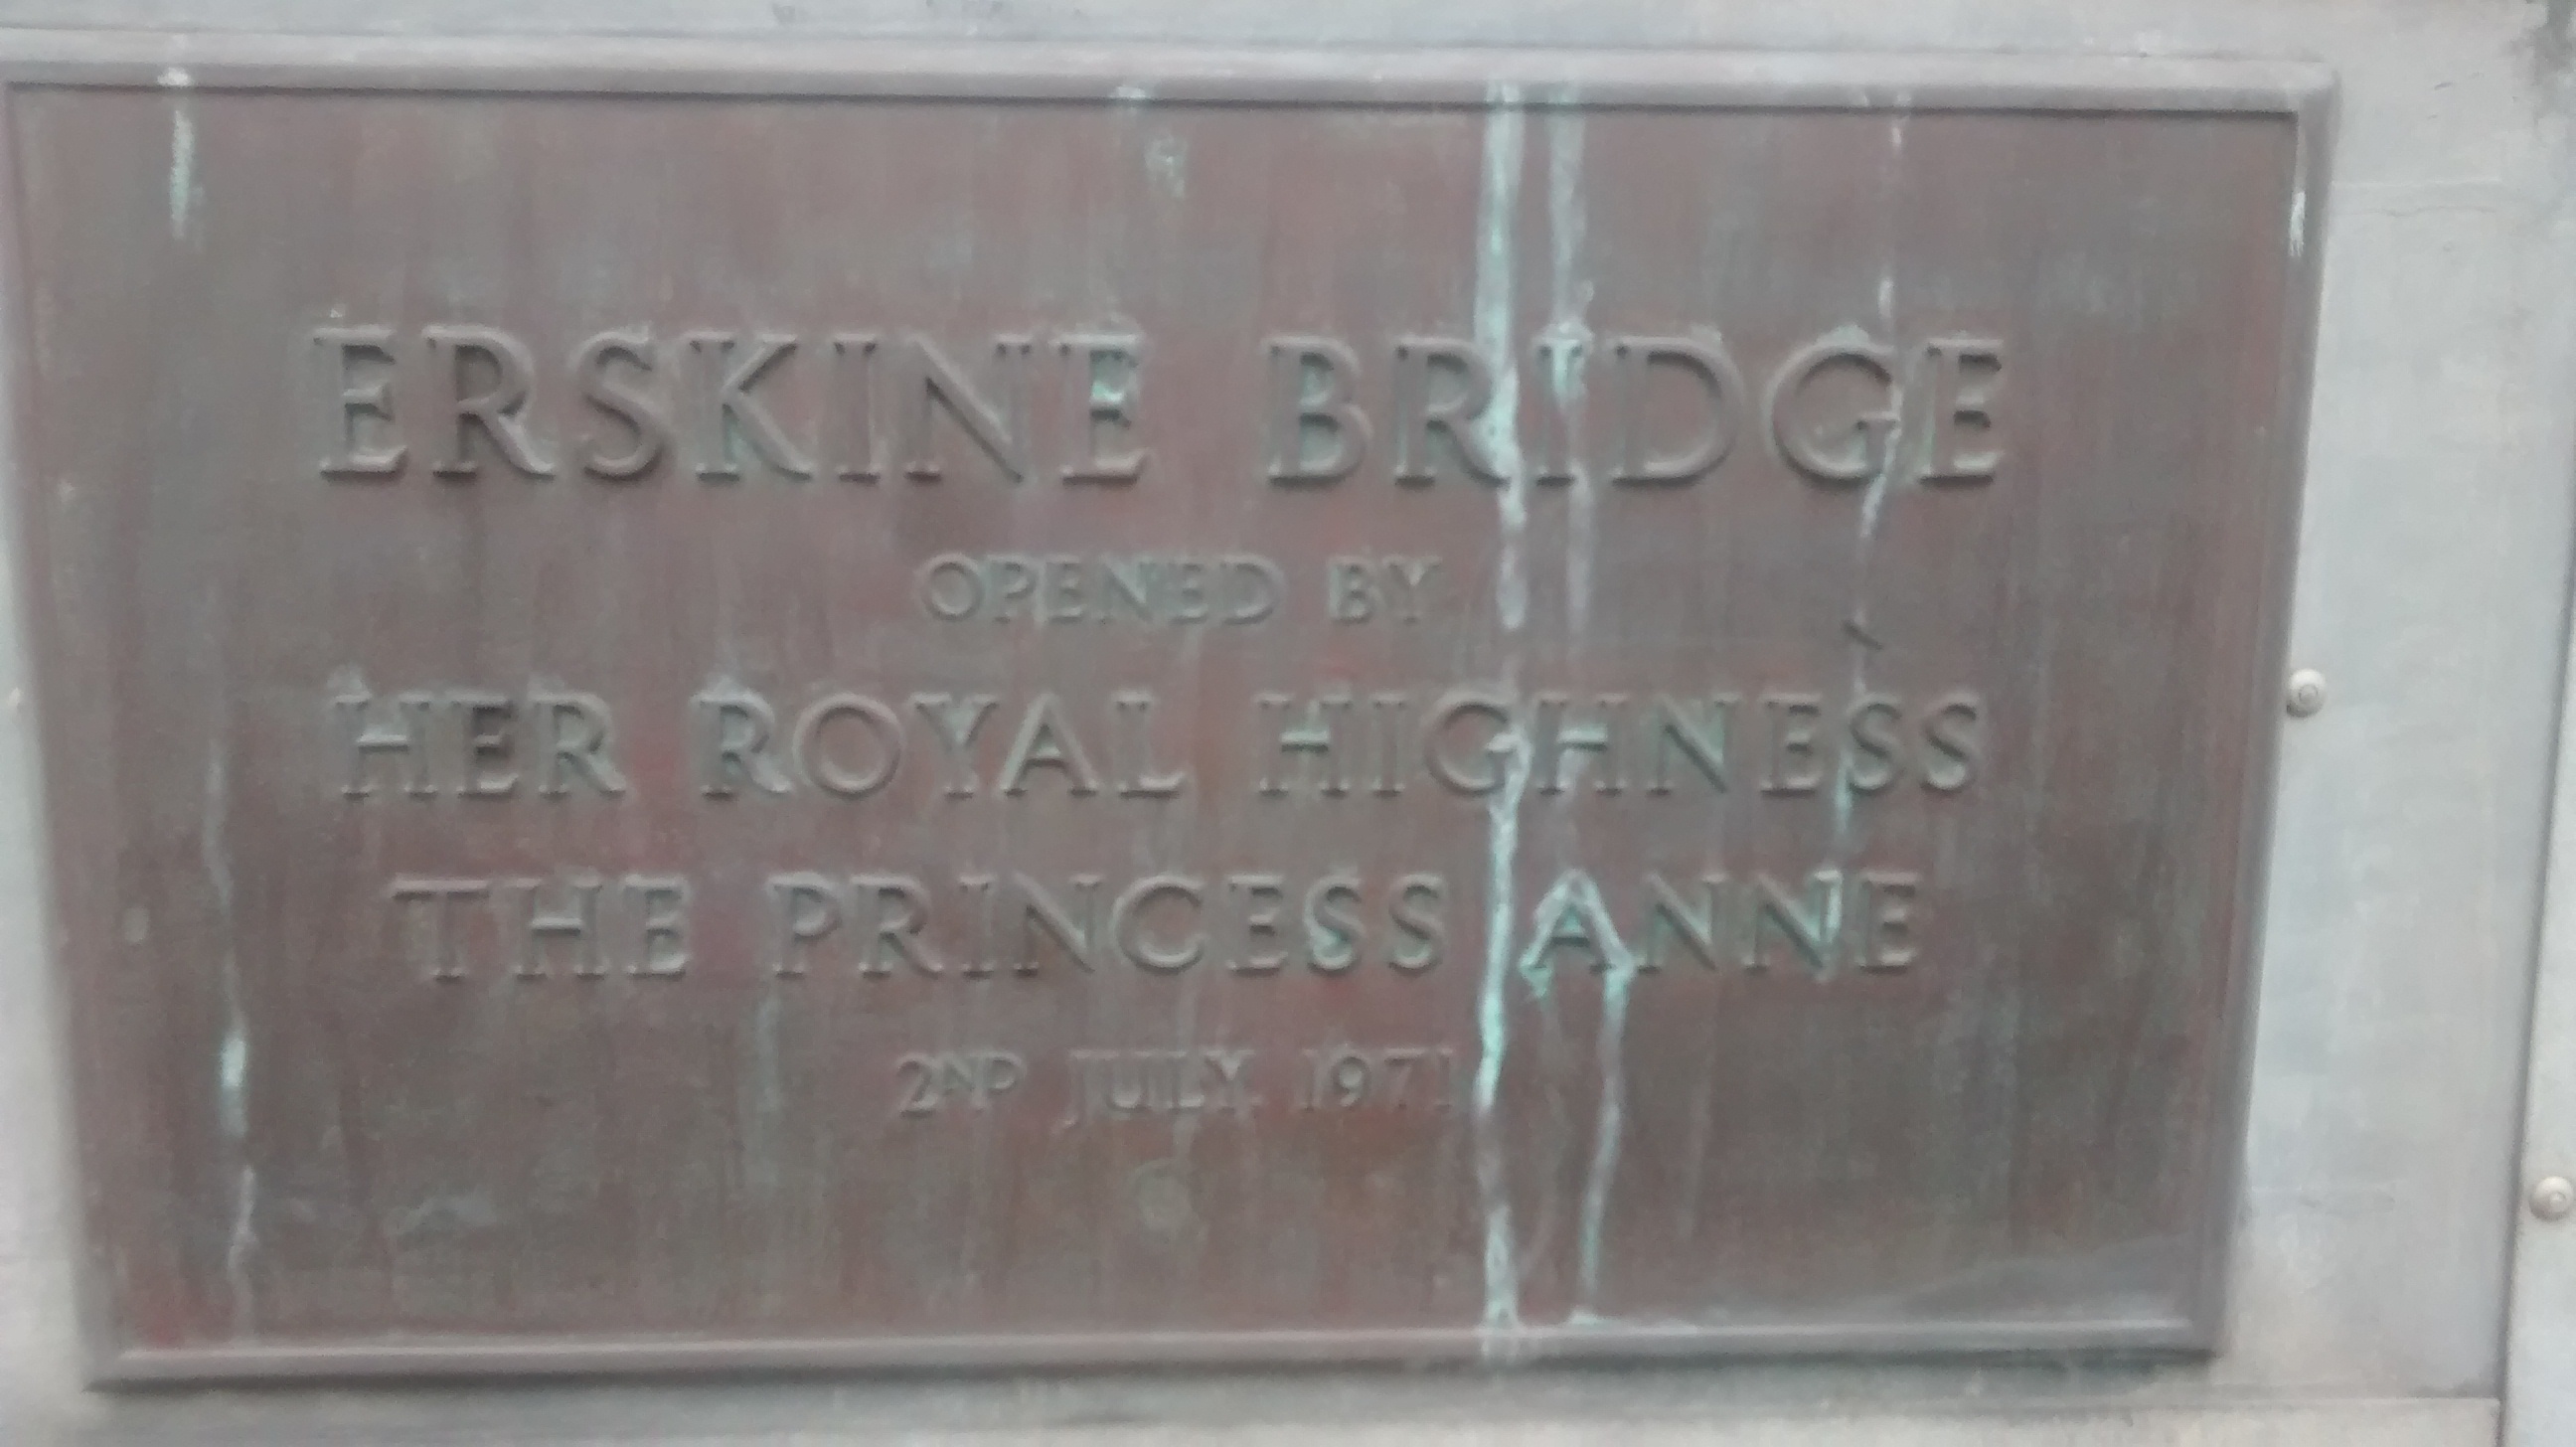 ERSKINE BRIDGE
OPENED BY
HER ROYAL HIGHNESS
THE PRINCESS ANNE
2ND JULY. 1971